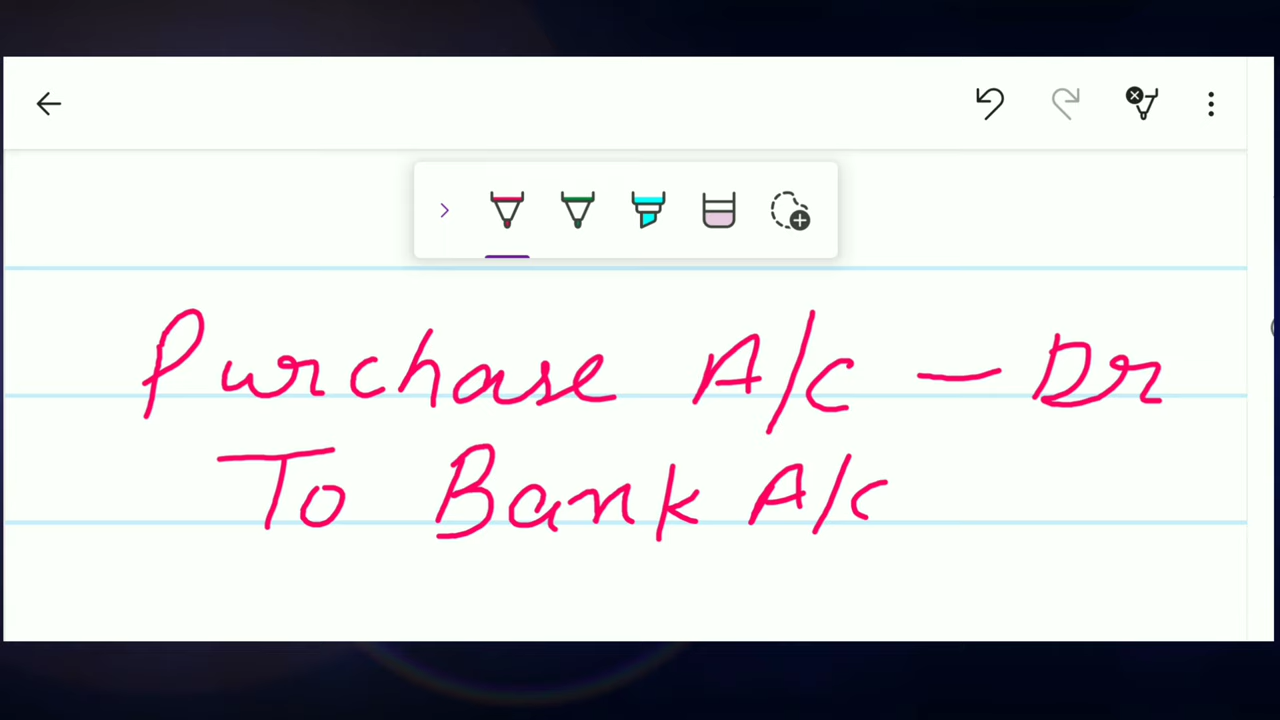 Purchase A/c — Dr
To Bank A/c